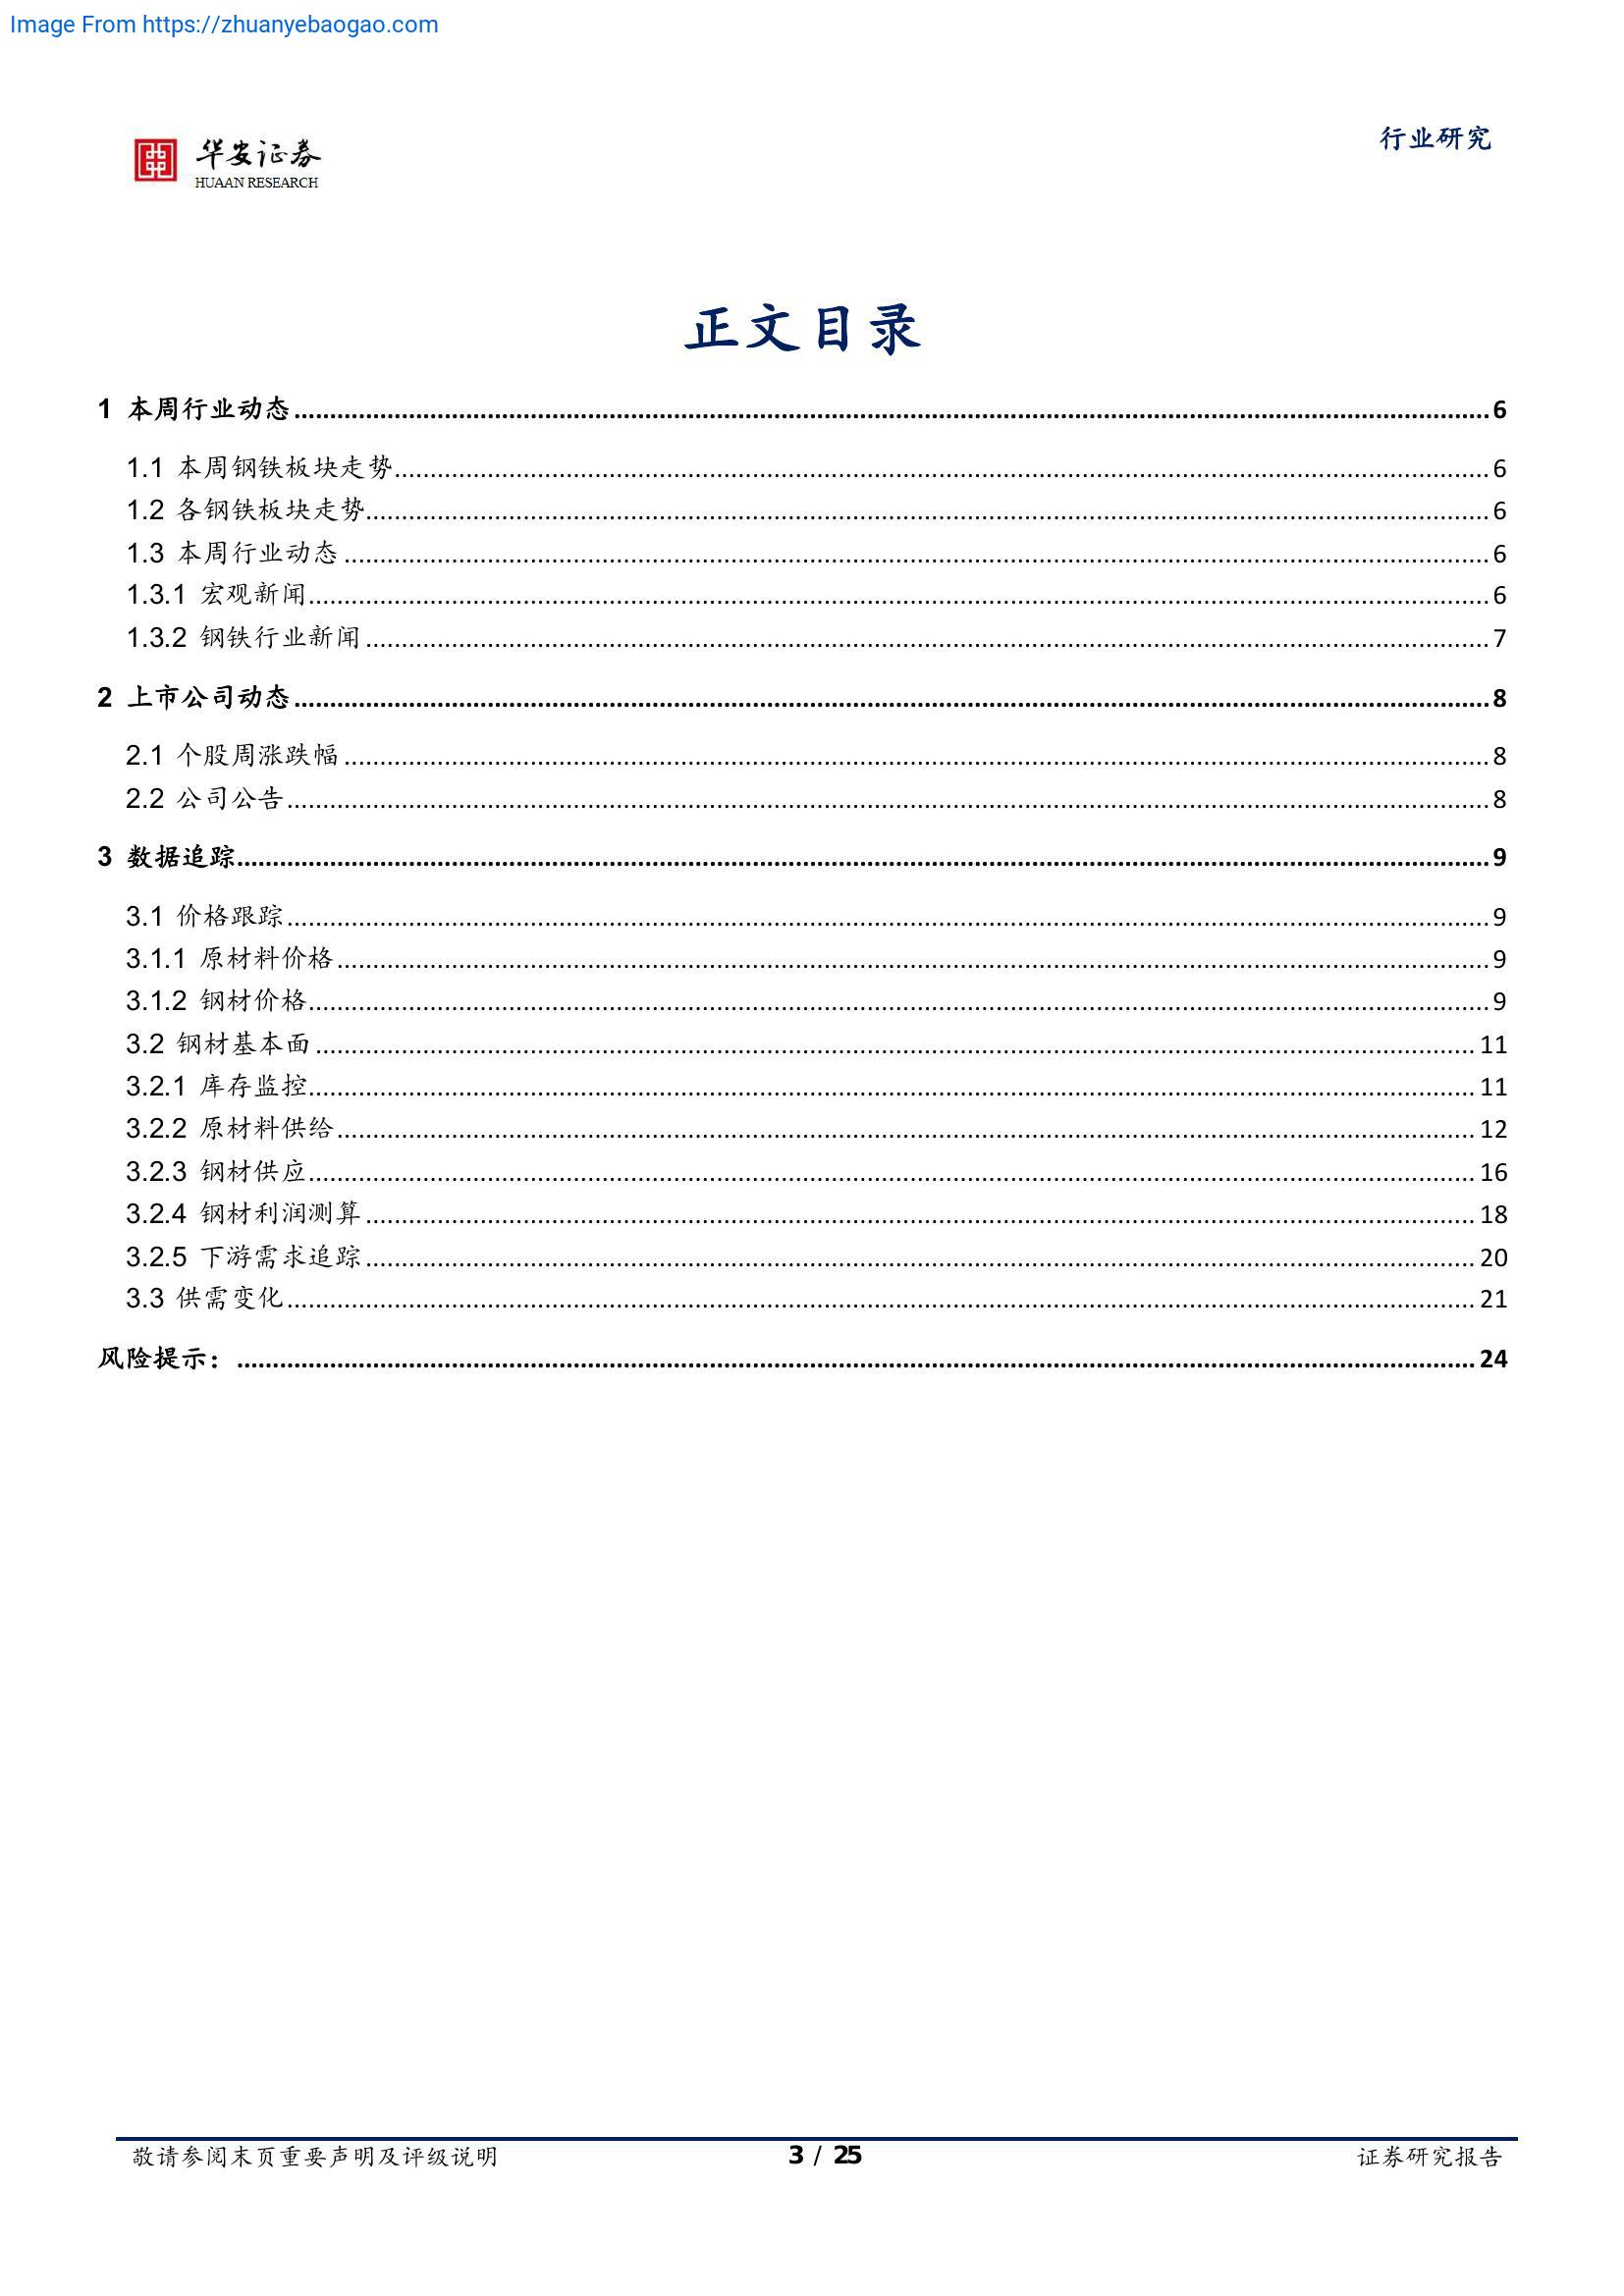 Image From https://zhuanyebaogao.com
华安证券
HUAAN RESEARCH
行业研究
正文目录
1 本周行业动态 6
1.1 本周钢铁板块走势 6
1.2 各钢铁板块走势 6
1.3 本周行业动态 6
1.3.1 宏观新闻 6
1.3.2 钢铁行业新闻 7
2 上市公司动态 8
2.1 个股周涨跌幅 8
2.2 公司公告 8
3 数据追踪 9
3.1 价格跟踪 9
3.1.1 原材料价格 9
3.1.2 钢材价格 9
3.2 钢材基本面 11
3.2.1 库存监控 11
3.2.2 原材料供给 12
3.2.3 钢材供应 16
3.2.4 钢材利润测算 18
3.2.5 下游需求追踪 20
3.3 供需变化 21
风险提示： 24
敬请参阅末页重要声明及评级说明
3 / 25
证券研究报告